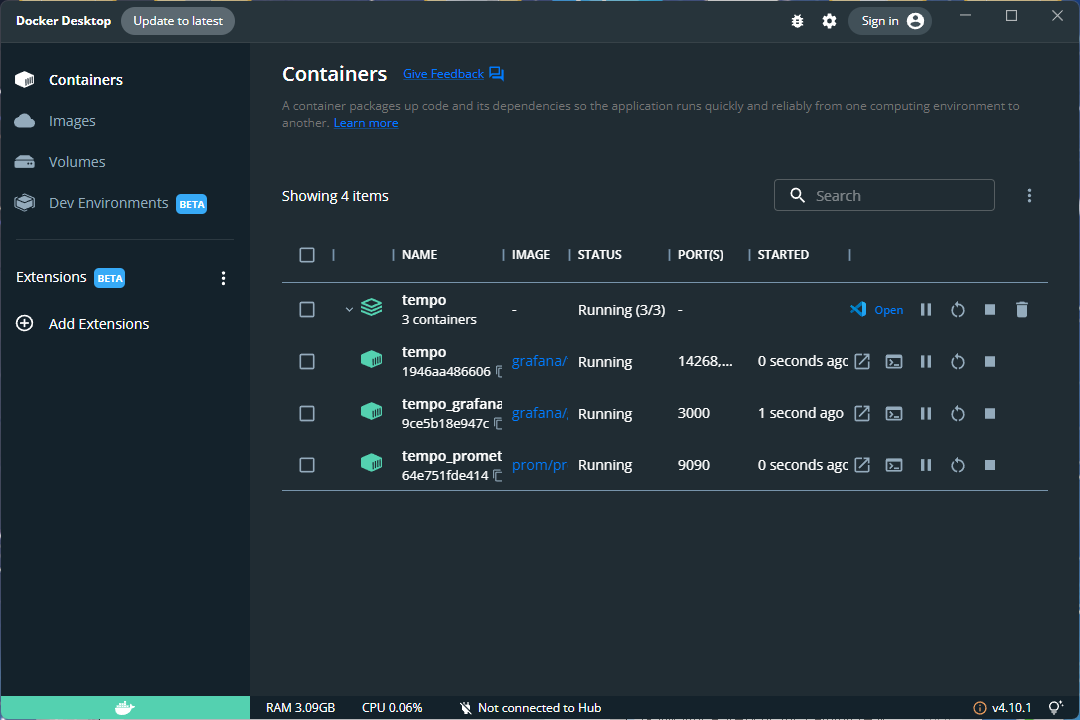 Docker Desktop Update to latest Sign in
Containers
Images
Volumes
Dev Environments BETA
Extensions BETA
Add Extensions
Containers Give Feedback
A container packages up code and its dependencies so the application runs quickly and reliably from one computing environment to
another. Learn more
Showing 4 items Search
NAME IMAGE STATUS PORT(S) STARTED
tempo
3 containers - Running (3/3) - Open
tempo
1946aa486606 grafana/ Running 14268,... 0 seconds agc
tempo_grafana
9ce5b18e947c grafana/ Running 3000 1 second ago
tempo_promet
64e751fde414 prom/pr Running 9090 0 seconds agc
RAM 3.09GB CPU 0.06% Not connected to Hub v4.10.1